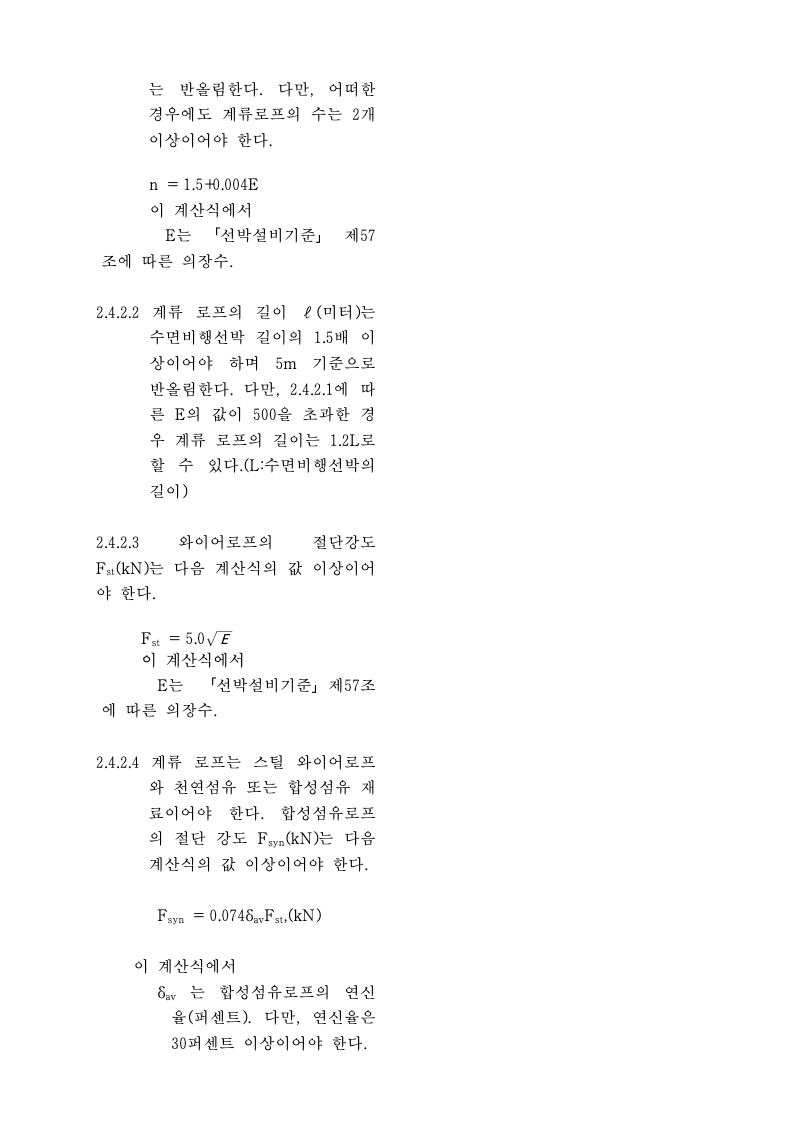 는 반올림한다. 다만, 어떠한
경우에도 계류로프의 수는 2개
이상이어야 한다.
n = 1.5+0.004E
이 계산식에서
E는 「선박설비기준」 제57
조에 따른 의장수.
2.4.2.2 계류 로프의 길이 ℓ(미터)는
수면비행선박 길이의 1.5배 이
상이어야 하며 5m 기준으로
반올림한다. 다만, 2.4.2.1에 따
른 E의 값이 500을 초과한 경
우 계류 로프의 길이는 1.2L로
할 수 있다.(L:수면비행선박의
길이)
2.4.2.3 와이어로프의 절단강도
Fst(kN)는 다음 계산식의 값 이상이어
야 한다.
Fst = 5.0√E
이 계산식에서
E는 「선박설비기준」제57조
에 따른 의장수.
2.4.2.4 계류 로프는 스틸 와이어로프
와 천연섬유 또는 합성섬유 재
료이어야 한다. 합성섬유로프
의 절단 강도 Fsyn(kN)는 다음
계산식의 값 이상이어야 한다.
Fsyn = 0.074δavFst,(kN)
이 계산식에서
δav 는 합성섬유로프의 연신
율(퍼센트). 다만, 연신율은
30퍼센트 이상이어야 한다.